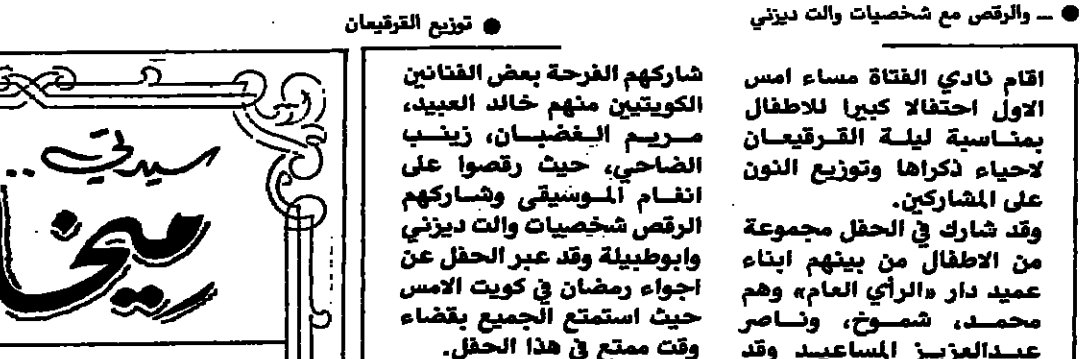 ● ــ والرقص مع شخصيات والت ديزني
اقام نادي الفتاة مساء امس
الاول احتفالا كبيرا للاطفال
بمناسبة ليلة القرقيعان
لاحياء ذكراها وتوزيع النون
على المشاركين.
وقد شارك في الحفل مجموعة
من الاطفال من بينهم ابناء
عميد دار «الرأي العام» وهم
محمد، شموخ، وناصر
عبدالعزيز المساعيد وقد
● توزيع القرقيعان
شاركهم الفرحة بعض الفنانين
الكويتيين منهم خالد العبيد،
مريم الغضبان، زينب
الضاحي، حيث رقصوا على
انغام الموسيقى وشاركهم
الرقص شخصيات والت ديزني
وابوطبيلة وقد عبر الحفل عن
اجواء رمضان في كويت الامس
حيث استمتع الجميع بقضاء
وقت ممتع في هذا الحفل.
سيدتي ..